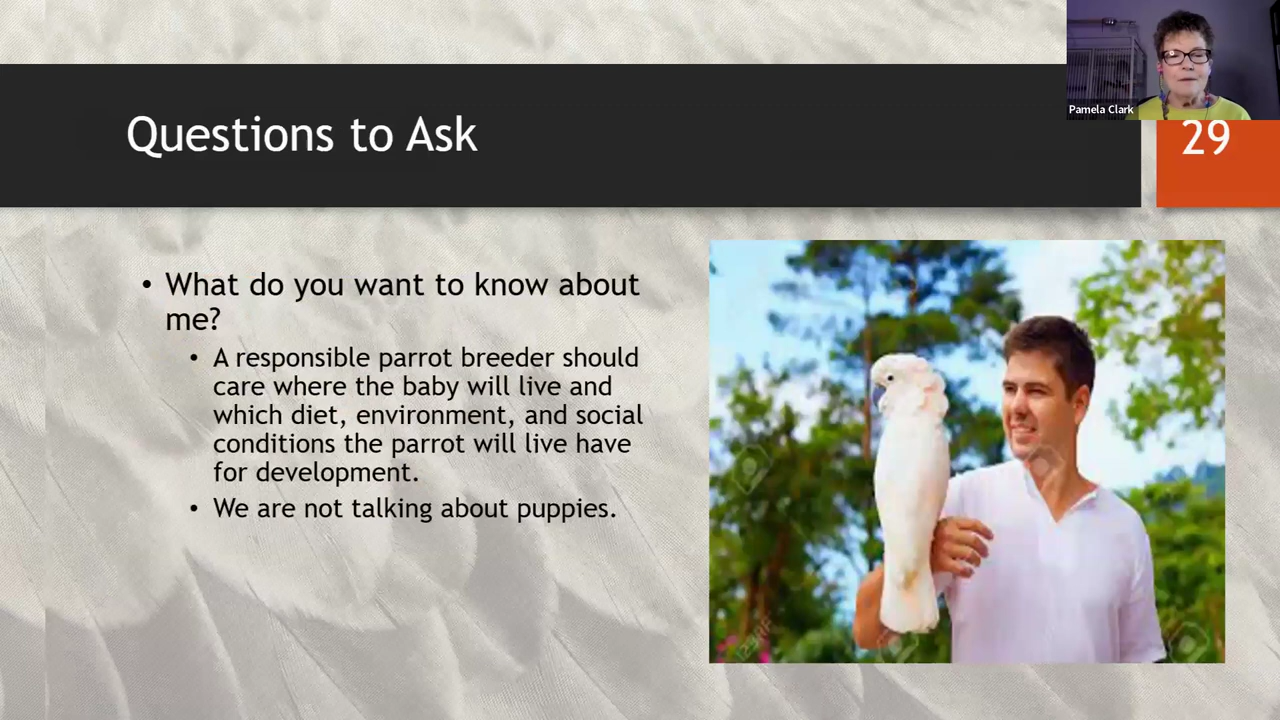 Pamela Clark
Questions to Ask
29
• What do you want to know about
me?
• A responsible parrot breeder should
care where the baby will live and
which diet, environment, and social
conditions the parrot will live have
for development.
• We are not talking about puppies.
123RF